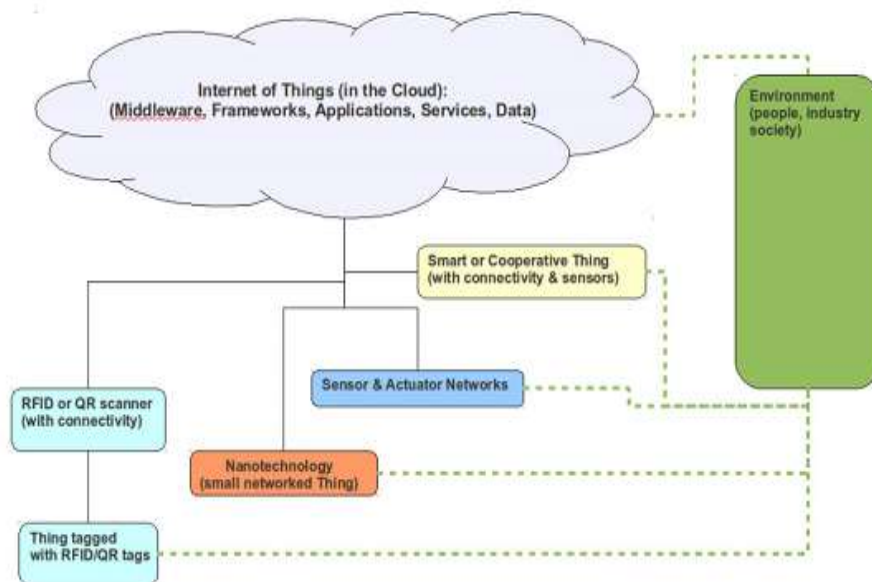 Internet of Things (in the Cloud):
(Middleware, Frameworks, Applications, Services, Data)
Environment
(people, industry
society)
Smart or Cooperative Thing
(with connectivity & sensors)
Sensor & Actuator Networks
RFID or QR scanner
(with connectivity)
Nanotechnology
(small networked Thing)
Thing tagged
with RFID/QR tags